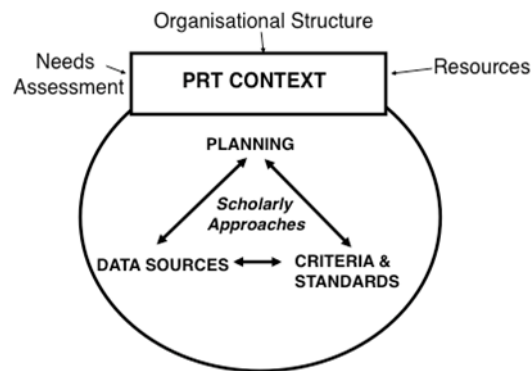 Organisational Structure
Needs
Assessment
PRT CONTEXT
Resources
PLANNING
Scholarly
Approaches
DATA SOURCES
CRITERIA &
STANDARDS